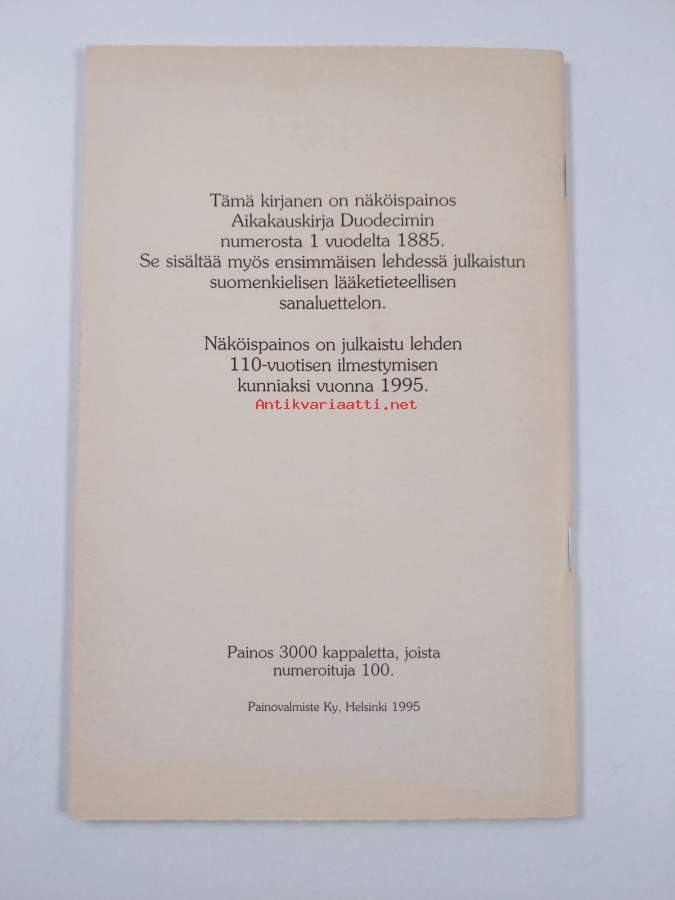 Tämä kirjanen on näköispainos
Aikakauskirja Duodecimin
numerosta 1 vuodelta 1885.
Se sisältää myös ensimmäisen lehdessä julkaistun
suomenkielisen lääketieteellisen
sanaluettelon.
Näköispainos on julkaistu lehden
110-vuotisen ilmestymisen
kunniaksi vuonna 1995.
Antikvariaatti.net
Painos 3000 kappaletta, joista
numeroituja 100.
Painovalmiste Ky, Helsinki 1995